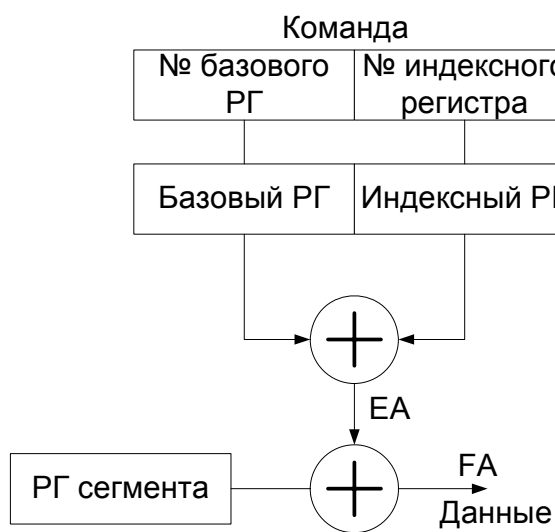 Команда
№ базового
РГ
№ индексного
регистра
Базовый РГ
Индексный РГ
EA
РГ сегмента
FA
Данные